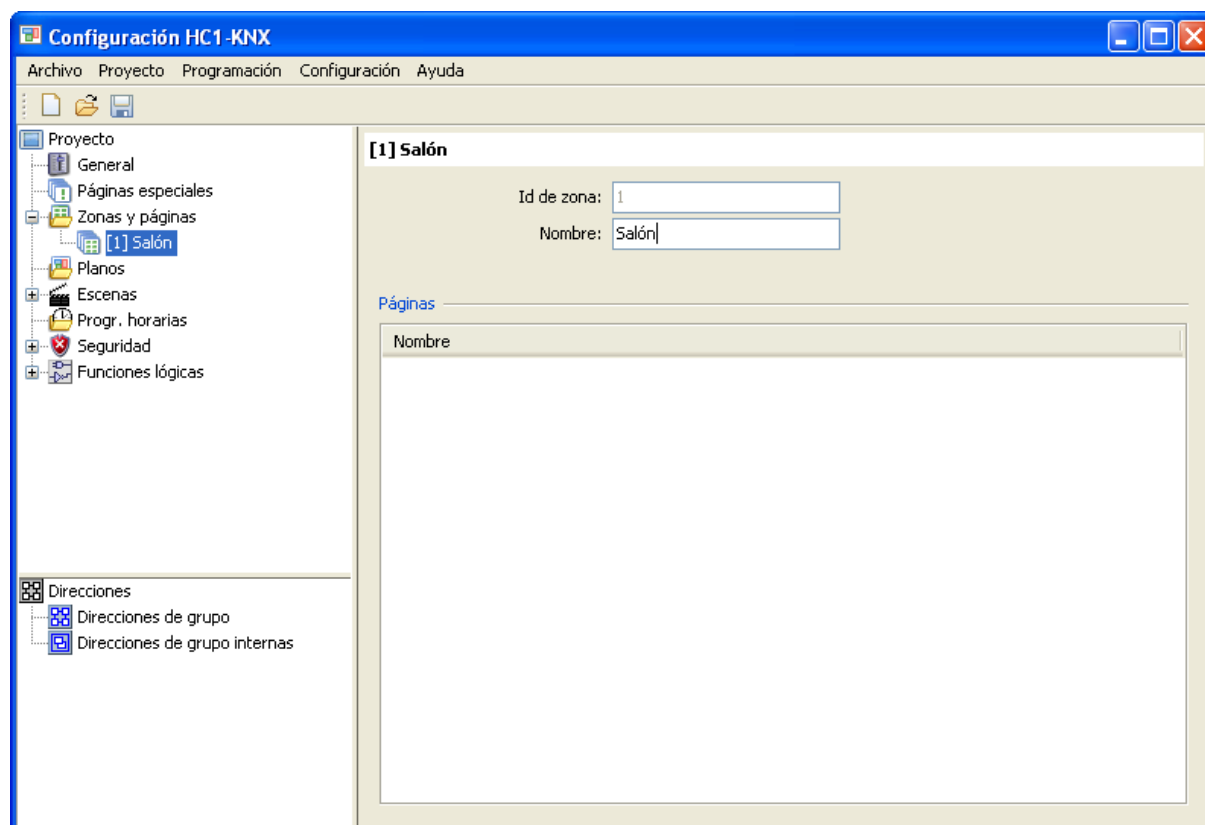 Configuración HC1-KNX
Archivo Proyecto Programación Configuración Ayuda
Proyecto
General
Páginas especiales
Zonas y páginas
[1] Salón
Planos
Escenas
Progr. horarias
Seguridad
Funciones lógicas
Direcciones
Direcciones de grupo
Direcciones de grupo internas
[1] Salón
Id de zona: 1
Nombre: Salón
Páginas
Nombre